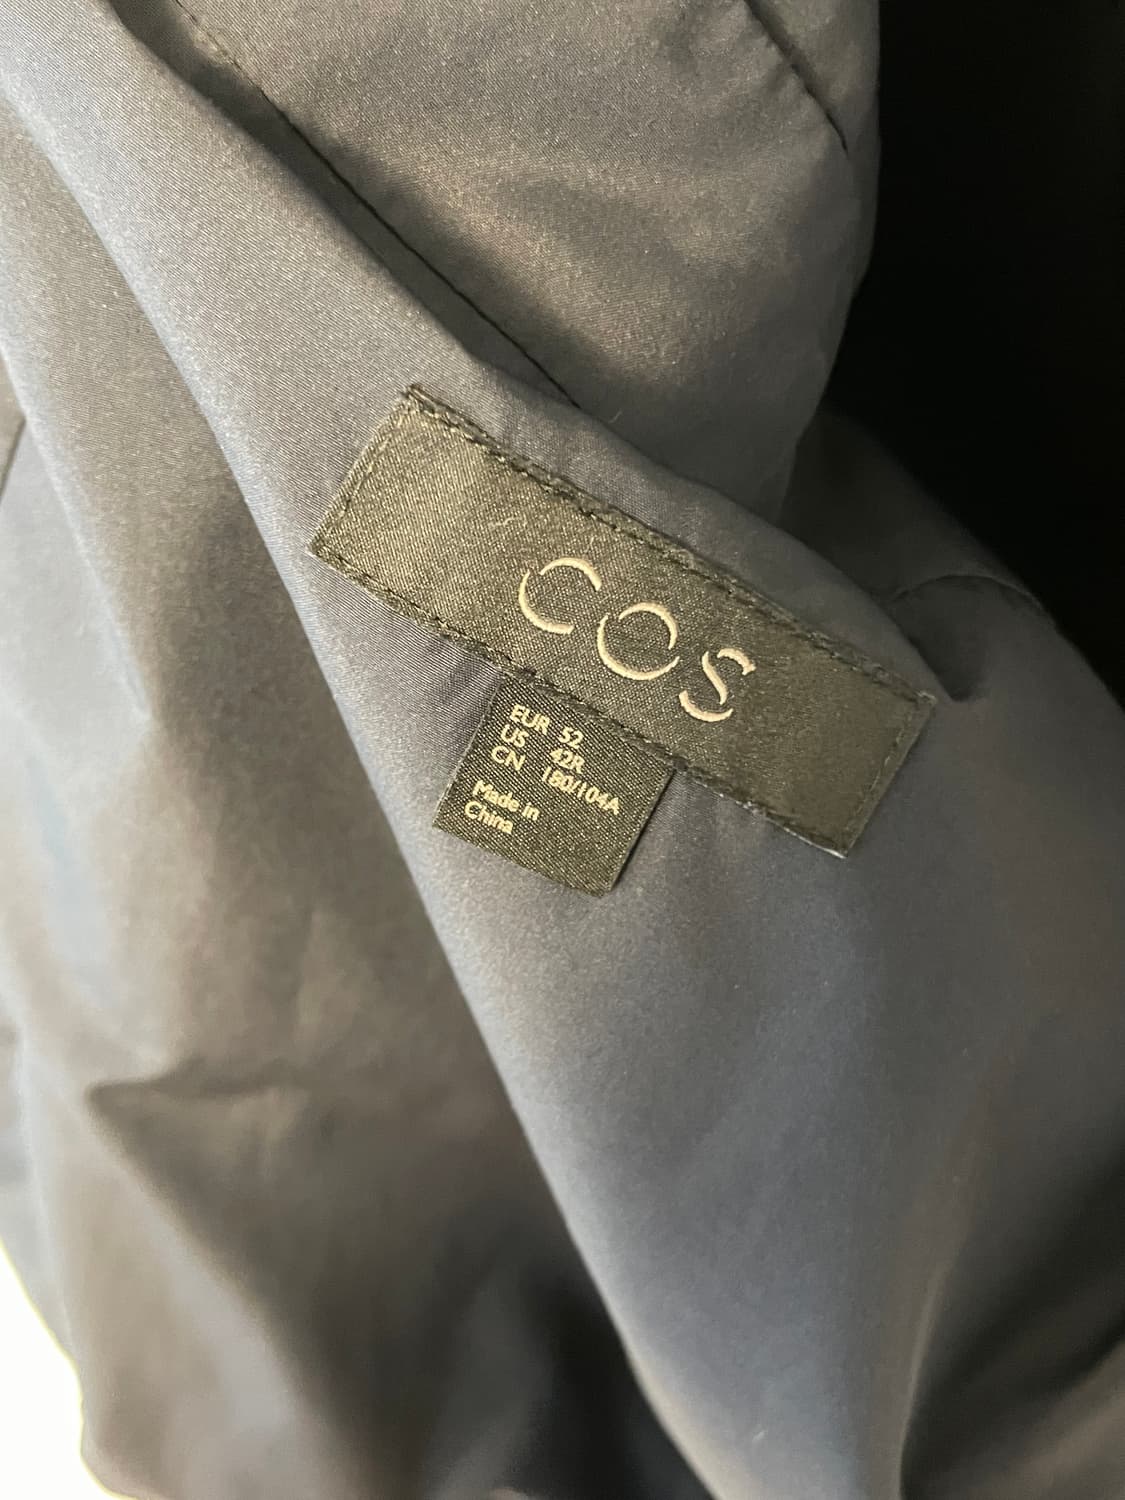 COS
EUR 52
US 42R
CN 180/104A
Made in
China